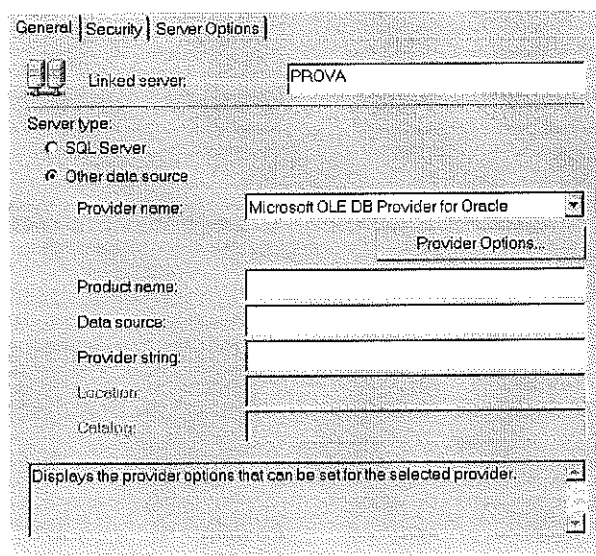 General Security Server Options
Linked server: PROVA
Server type:
SQL Server
Other data source
Provider name: Microsoft OLE DB Provider for Oracle
Provider Options...
Product name:
Data source:
Provider string:
Location:
Catalog:
Displays the provider options that can be set for the selected provider.